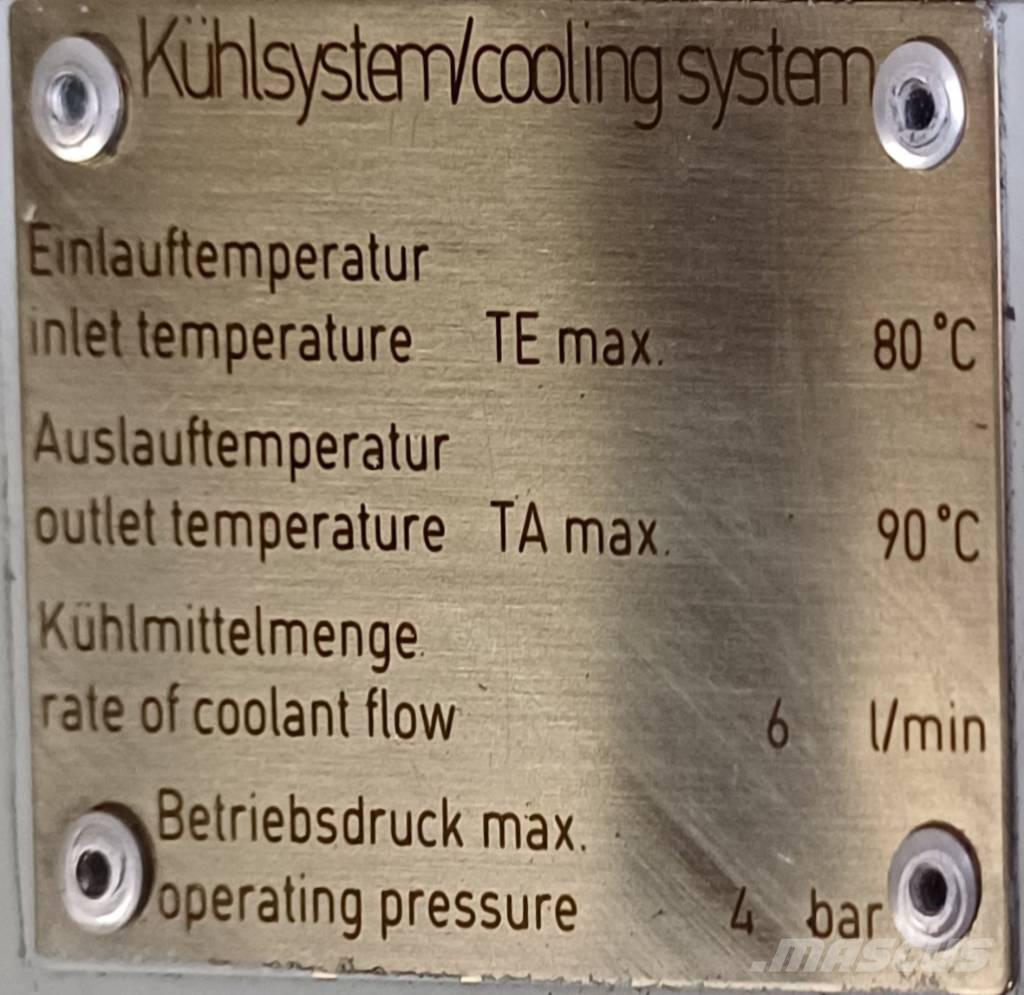 Kühlsystem/cooling system
Einlauftemperatur
inlet temperature TE max. 80°C
Auslauftemperatur
outlet temperature TA max. 90°C
Kühlmittelmenge
rate of coolant flow 6 l/min
Betriebsdruck max.
operating pressure 4 bar
.MASCUS